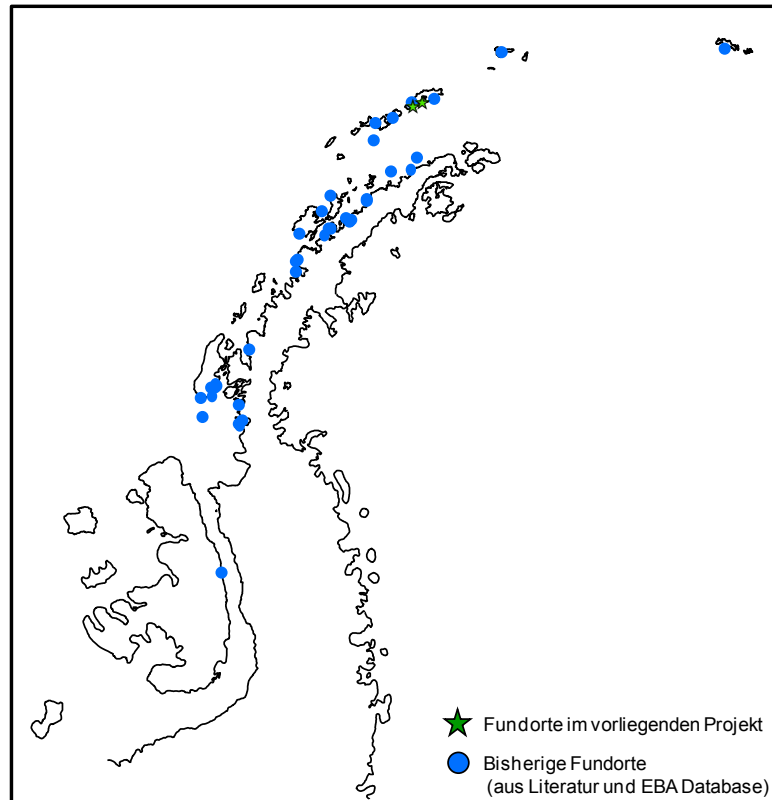 Fundorte im vorliegenden Projekt
Bisherige Fundorte
(aus Literatur und EBA Database)